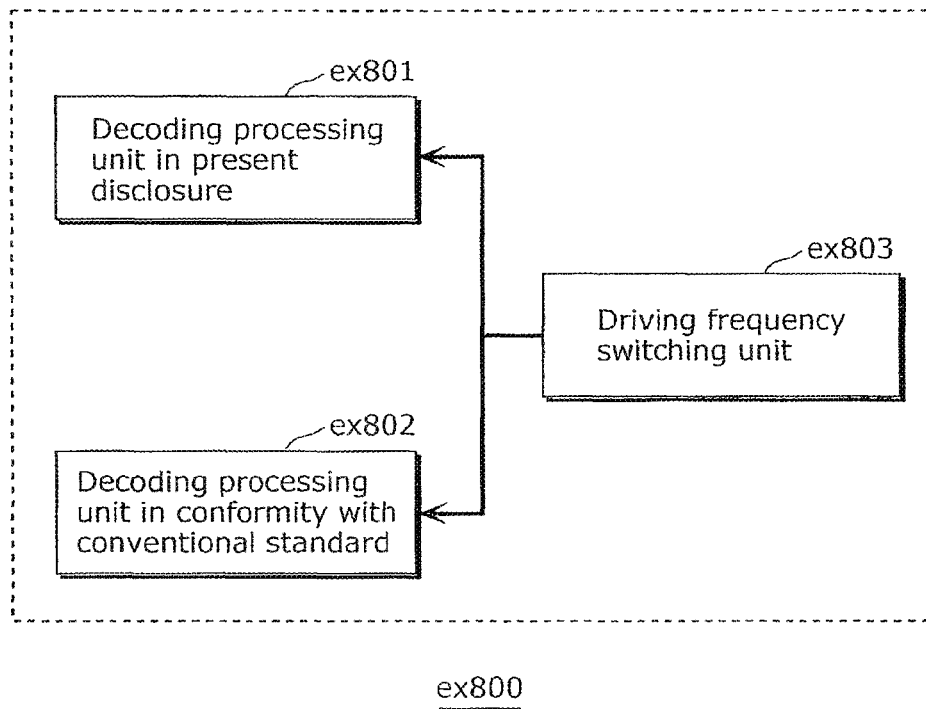 ex801
Decoding processing
unit in present
disclosure
ex803
Driving frequency
switching unit
ex802
Decoding processing
unit in conformity with
conventional standard
ex800